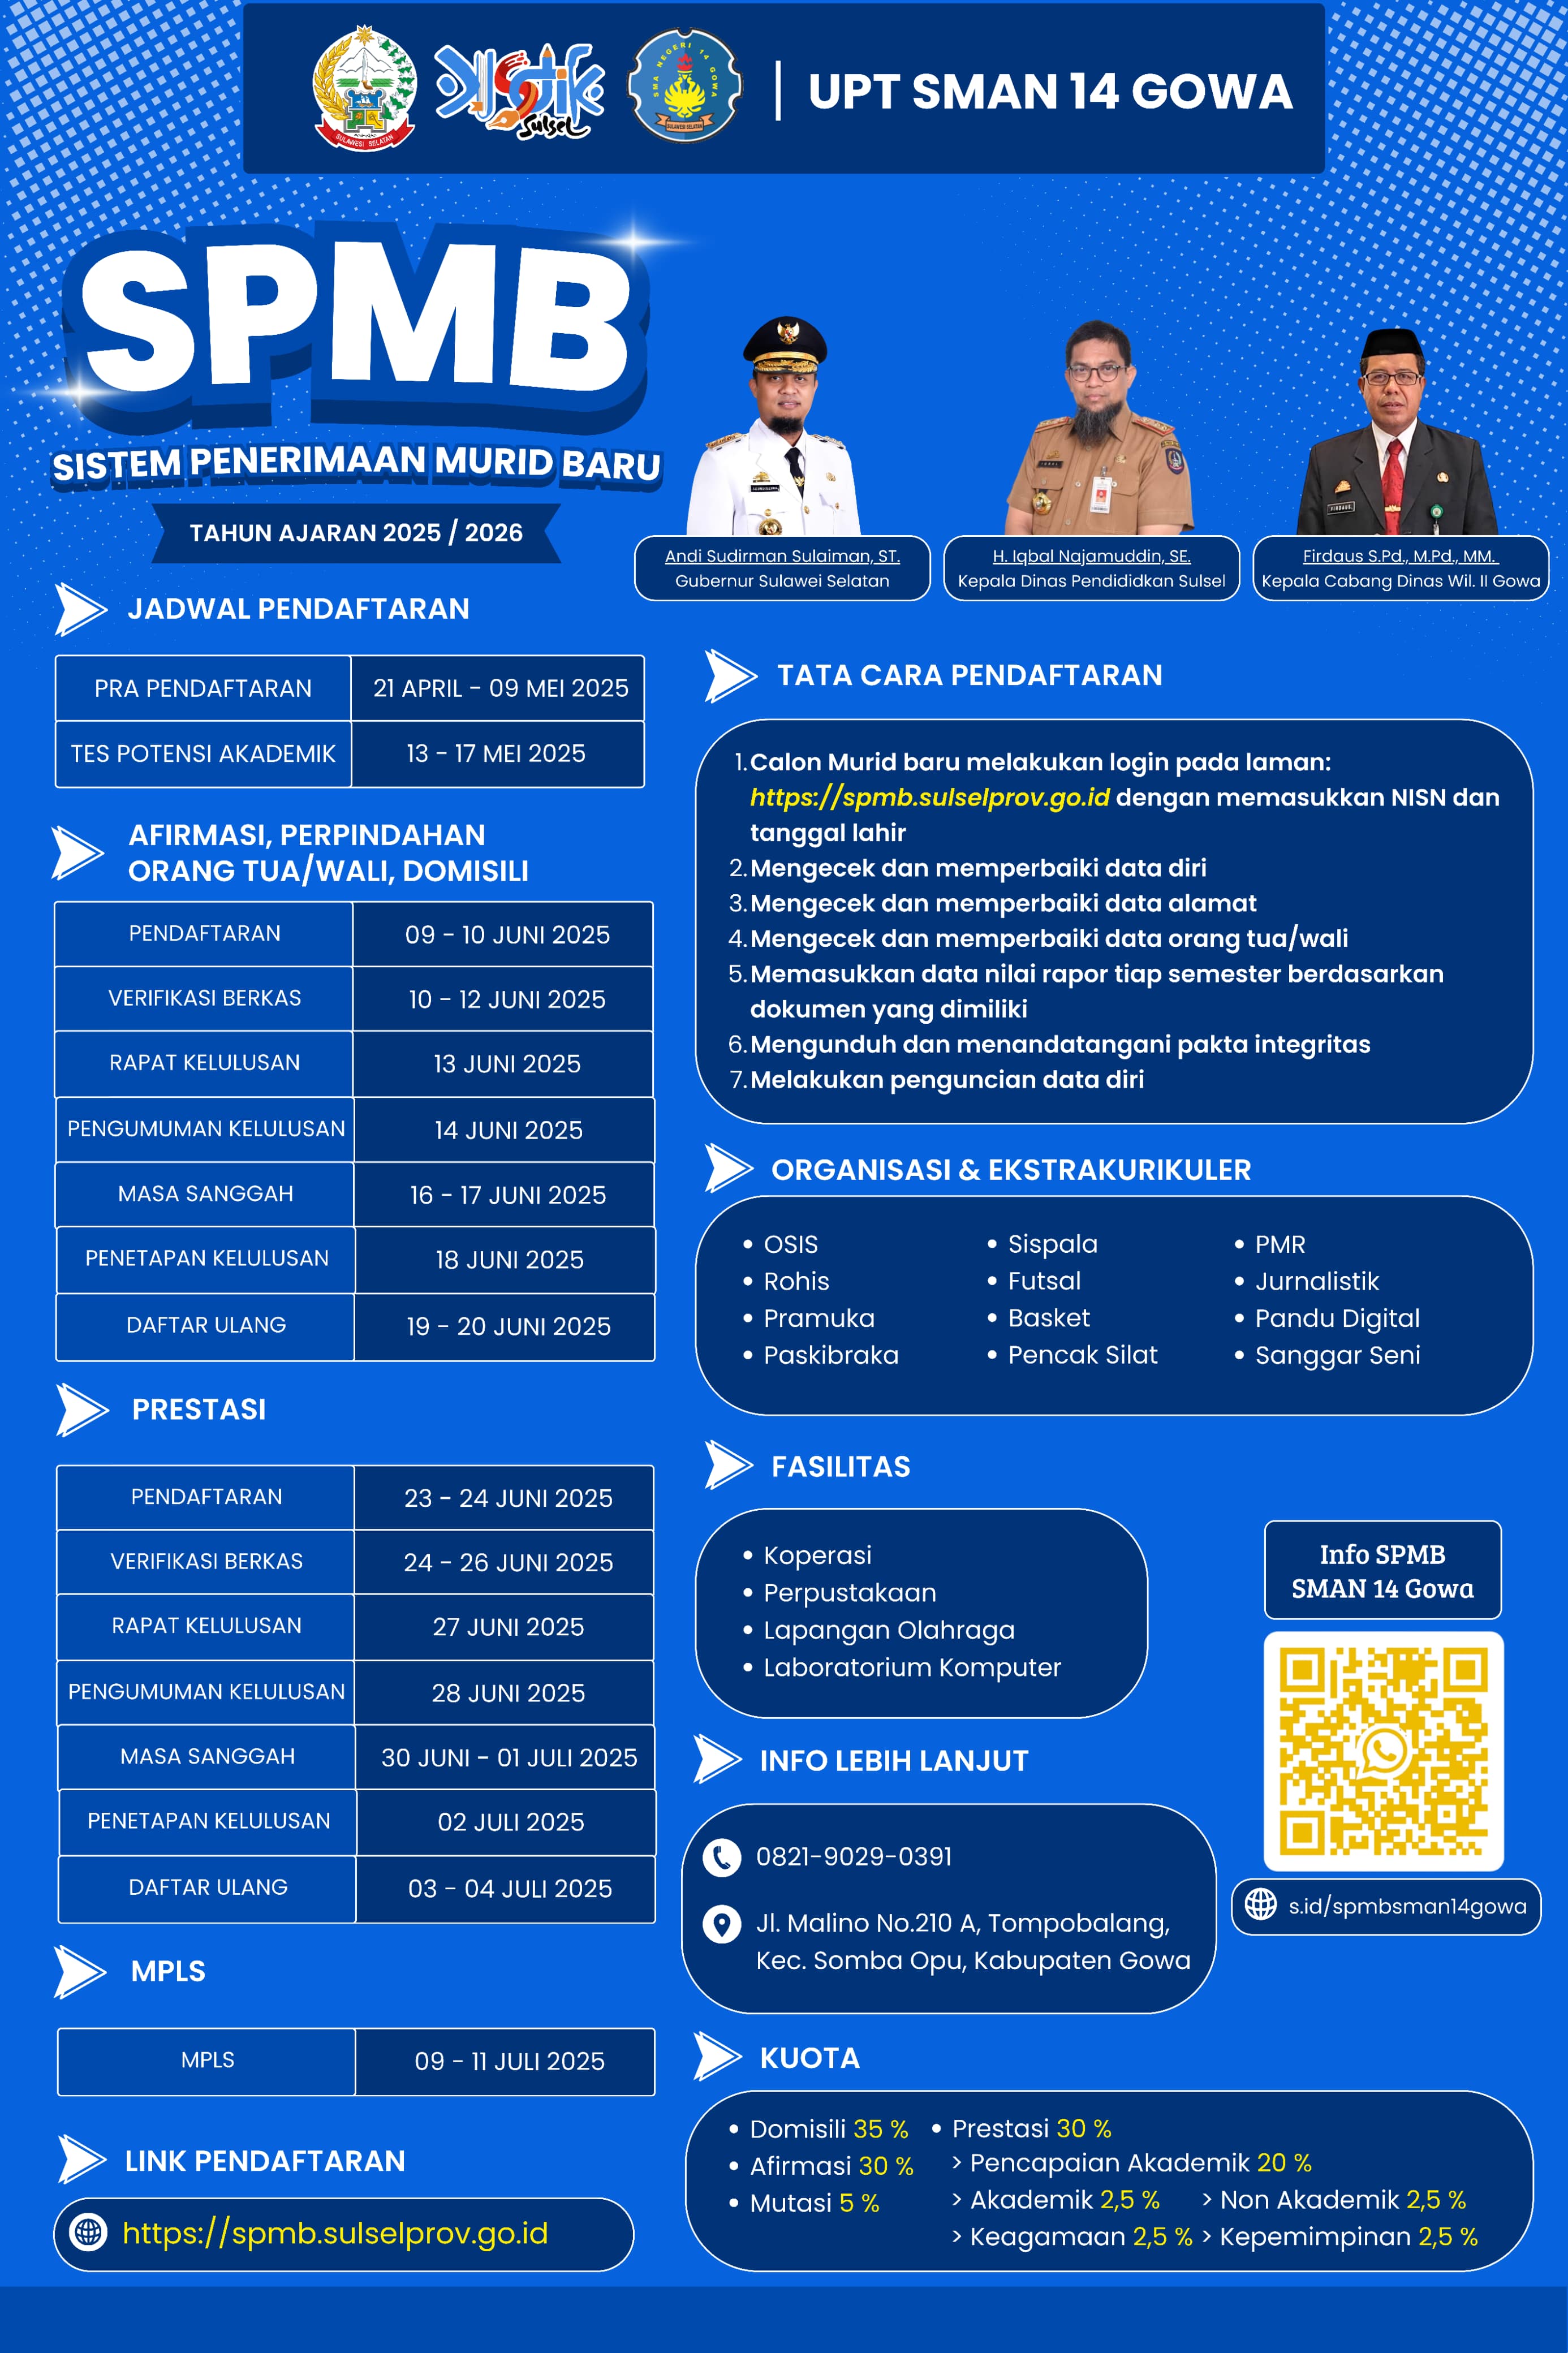 SULAWESI SELATAN
Sulsel
SMA NEGERI 14 GOWA
SULAWESI SELATAN
UPT SMAN 14 GOWA
SPMB
SISTEM PENERIMAAN MURID BARU
TAHUN AJARAN 2025 / 2026
FIRDAUS.
Andi Sudirman Sulaiman, ST.
Gubernur Sulawei Selatan
H. Iqbal Najamuddin, SE.
Kepala Dinas Pendididkan Sulsel
Firdaus S.Pd., M.Pd., MM.
Kepala Cabang Dinas Wil. II Gowa
JADWAL PENDAFTARAN
PRA PENDAFTARAN 21 APRIL - 09 MEI 2025
TES POTENSI AKADEMIK 13 - 17 MEI 2025
AFIRMASI, PERPINDAHAN
ORANG TUA/WALI, DOMISILI
PENDAFTARAN 09 - 10 JUNI 2025
VERIFIKASI BERKAS 10 - 12 JUNI 2025
RAPAT KELULUSAN 13 JUNI 2025
PENGUMUMAN KELULUSAN 14 JUNI 2025
MASA SANGGAH 16 - 17 JUNI 2025
PENETAPAN KELULUSAN 18 JUNI 2025
DAFTAR ULANG 19 - 20 JUNI 2025
PRESTASI
PENDAFTARAN 23 - 24 JUNI 2025
VERIFIKASI BERKAS 24 - 26 JUNI 2025
RAPAT KELULUSAN 27 JUNI 2025
PENGUMUMAN KELULUSAN 28 JUNI 2025
MASA SANGGAH 30 JUNI - 01 JULI 2025
PENETAPAN KELULUSAN 02 JULI 2025
DAFTAR ULANG 03 - 04 JULI 2025
MPLS
MPLS 09 - 11 JULI 2025
LINK PENDAFTARAN
https://spmb.sulselprov.go.id
TATA CARA PENDAFTARAN
1. Calon Murid baru melakukan login pada laman:
https://spmb.sulselprov.go.id dengan memasukkan NISN dan
tanggal lahir
2. Mengecek dan memperbaiki data diri
3. Mengecek dan memperbaiki data alamat
4. Mengecek dan memperbaiki data orang tua/wali
5. Memasukkan data nilai rapor tiap semester berdasarkan
dokumen yang dimiliki
6. Mengunduh dan menandatangani pakta integritas
7. Melakukan penguncian data diri
ORGANISASI & EKSTRAKURIKULER
• OSIS • Sispala • PMR
• Rohis • Futsal • Jurnalistik
• Pramuka • Basket • Pandu Digital
• Paskibraka • Pencak Silat • Sanggar Seni
FASILITAS
• Koperasi
• Perpustakaan
• Lapangan Olahraga
• Laboratorium Komputer
Info SPMB
SMAN 14 Gowa
s.id/spmbsman14gowa
INFO LEBIH LANJUT
0821-9029-0391
Jl. Malino No.210 A, Tompobalang,
Kec. Somba Opu, Kabupaten Gowa
KUOTA
• Domisili 35 % • Prestasi 30 %
• Afirmasi 30 % > Pencapaian Akademik 20 %
• Mutasi 5 % > Akademik 2,5 % > Non Akademik 2,5 %
> Keagamaan 2,5 % > Kepemimpinan 2,5 %